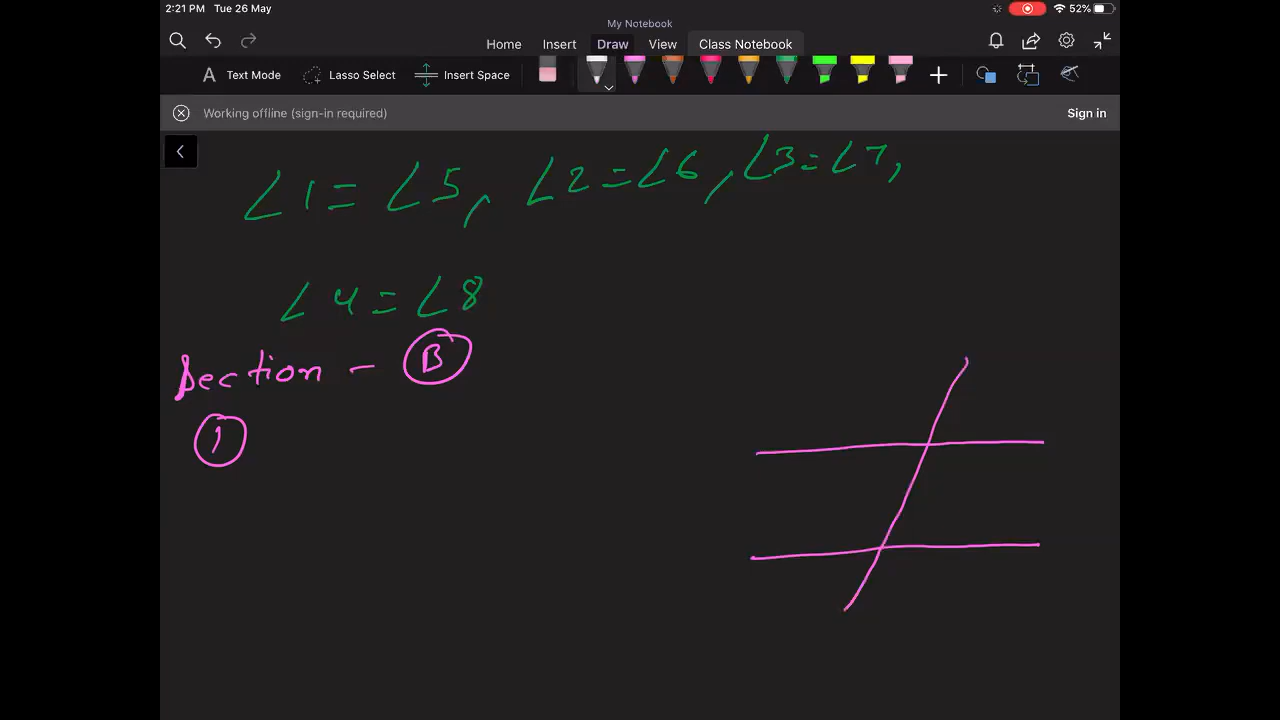 2:21 PM Tue 26 May 52%
My Notebook
Home Insert Draw View Class Notebook
A Text Mode Lasso Select Insert Space
Working offline (sign-in required) Sign in
∠1=∠5, ∠2=∠6, ∠3=∠7,
∠4=∠8
Section - B
1